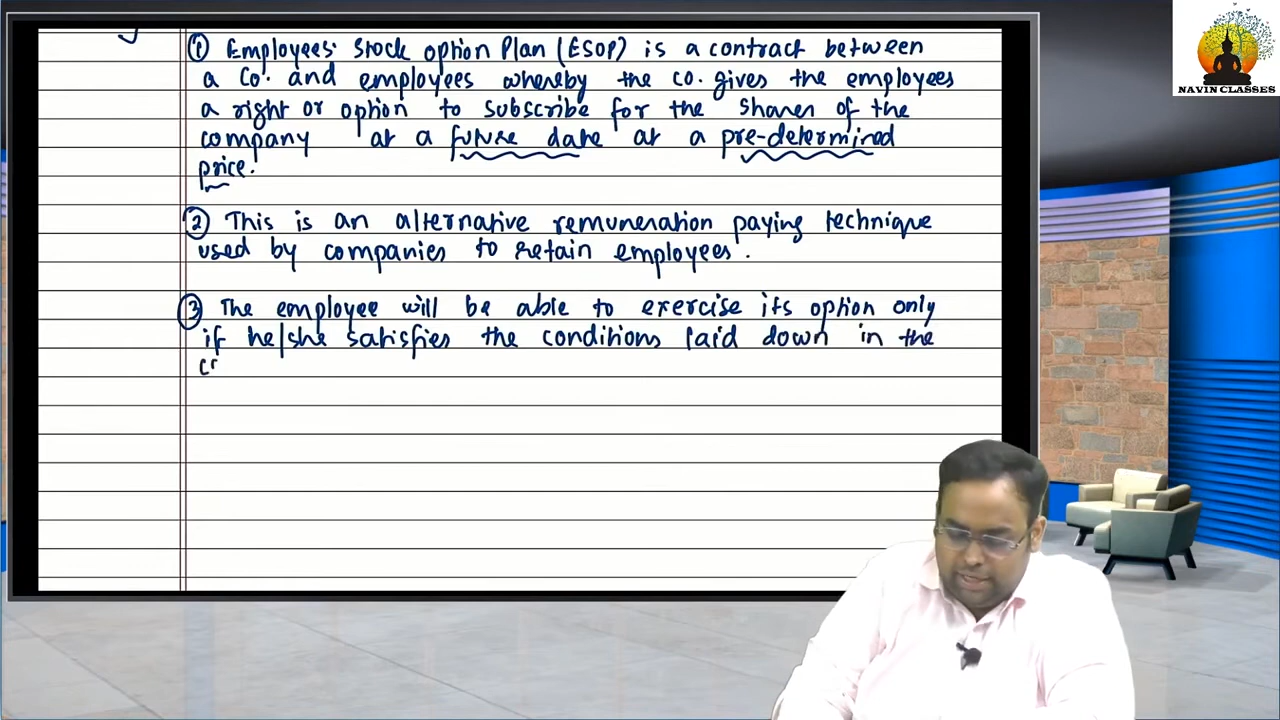 ① Employees' Stock option Plan (ESOP) is a contract between
a Co. and employees whereby the co. gives the employees
a right or option to subscribe for the shares of the
company at a future date at a pre-determined
price.
② This is an alternative remuneration paying technique
used by companies to retain employees.
③ The employee will be able to exercise its option only
if he/she satisfies the conditions laid down in the
NAVIN CLASSES